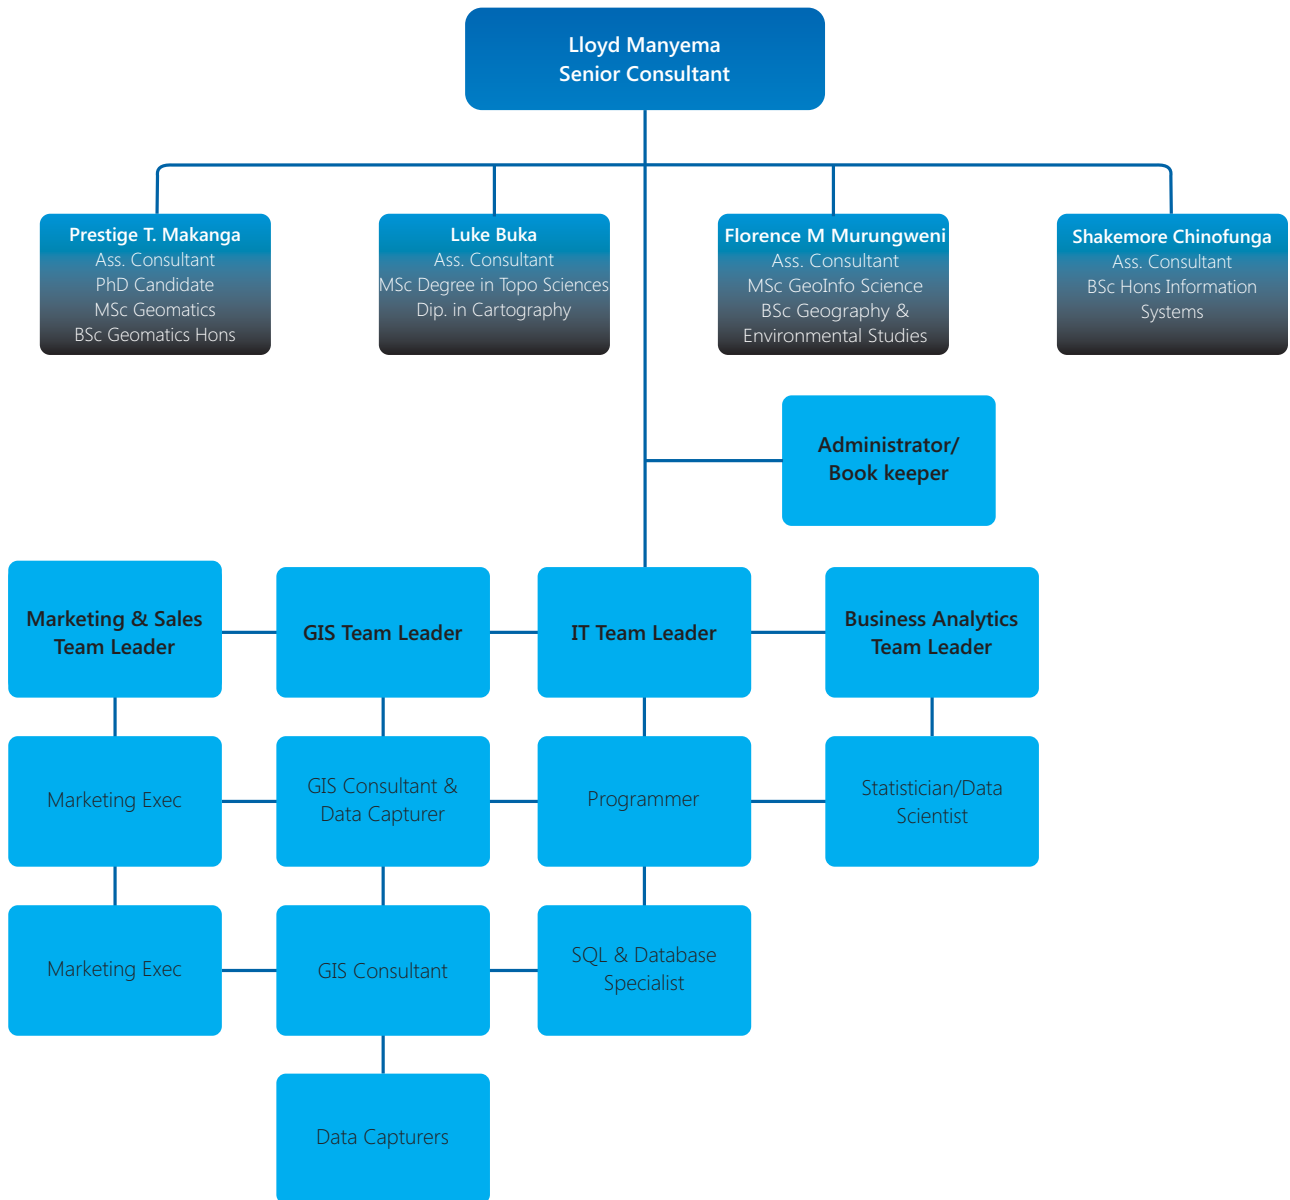 Lloyd Manyema
Senior Consultant
Prestige T. Makanga
Ass. Consultant
PhD Candidate
MSc Geomatics
BSc Geomatics Hons
Luke Buka
Ass. Consultant
MSc Degree in Topo Sciences
Dip. in Cartography
Florence M Murungweni
Ass. Consultant
MSc GeoInfo Science
BSc Geography &
Environmental Studies
Shakemore Chinofunga
Ass. Consultant
BSc Hons Information
Systems
Administrator/
Book keeper
Marketing & Sales
Team Leader
GIS Team Leader
IT Team Leader
Business Analytics
Team Leader
Marketing Exec
GIS Consultant &
Data Capturer
Programmer
Statistician/Data
Scientist
Marketing Exec
GIS Consultant
SQL & Database
Specialist
Data Capturers